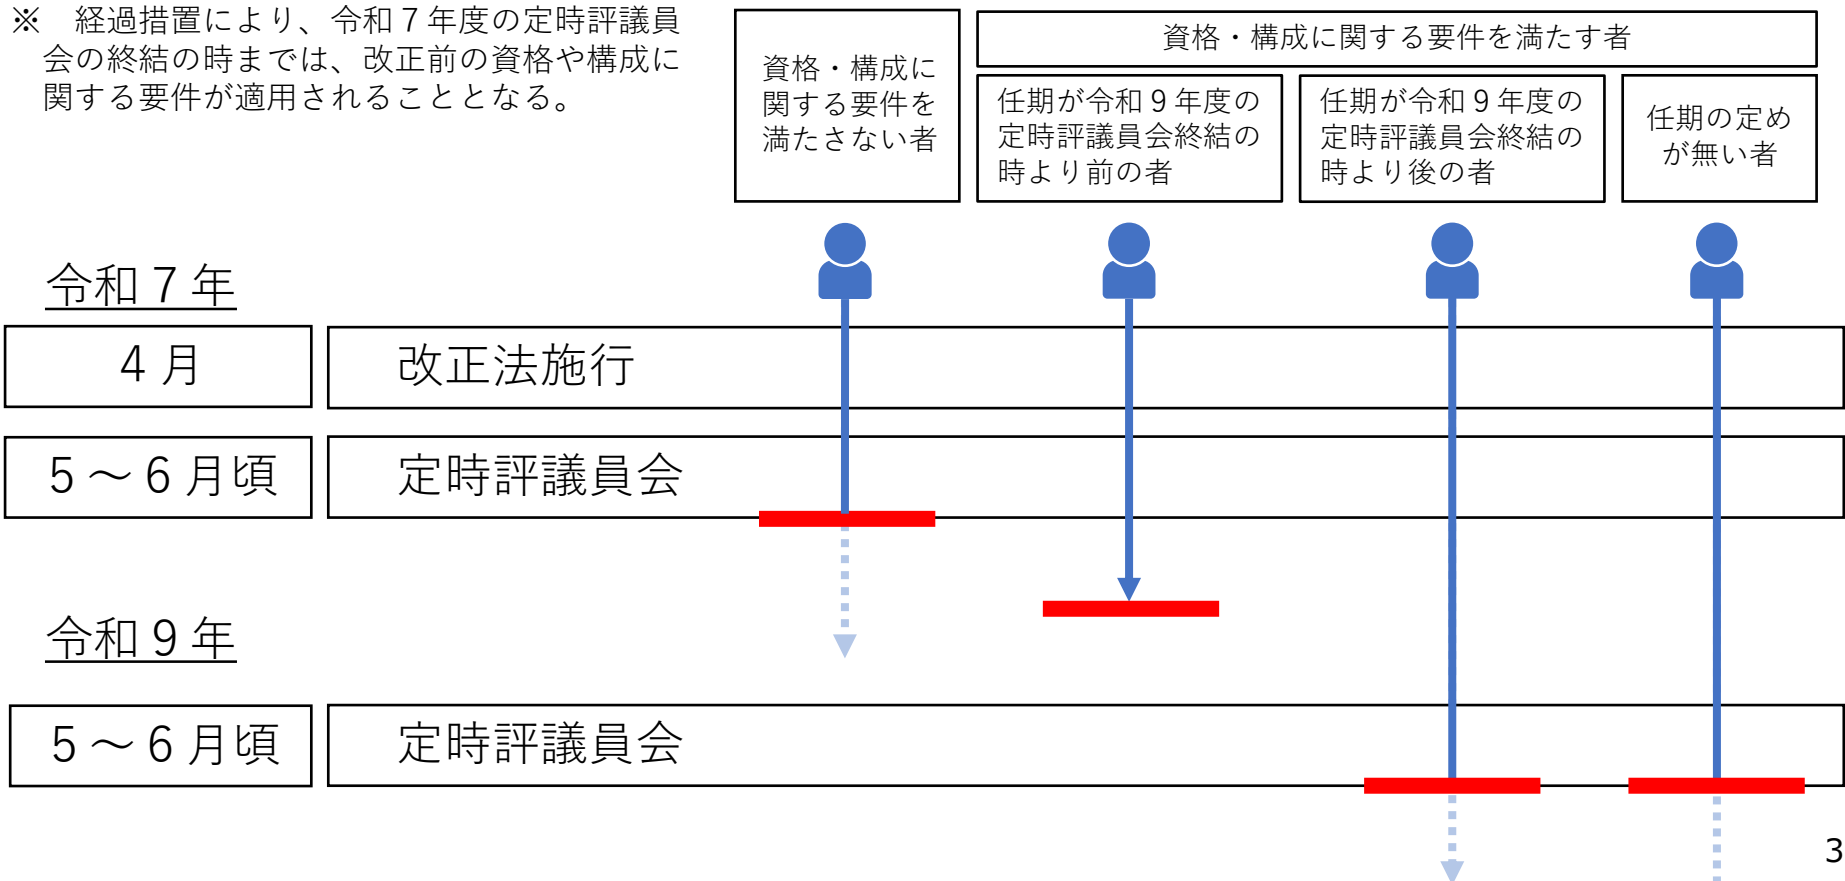 ※　経過措置により、令和７年度の定時評議員
会の終結の時までは、改正前の資格や構成に
関する要件が適用されることとなる。
資格・構成に
関する要件を
満たさない者
資格・構成に関する要件を満たす者
任期が令和９年度の
定時評議員会終結の
時より前の者
任期が令和９年度の
定時評議員会終結の
時より後の者
任期の定め
が無い者
令和７年
４月
改正法施行
５～６月頃
定時評議員会
令和９年
５～６月頃
定時評議員会
3